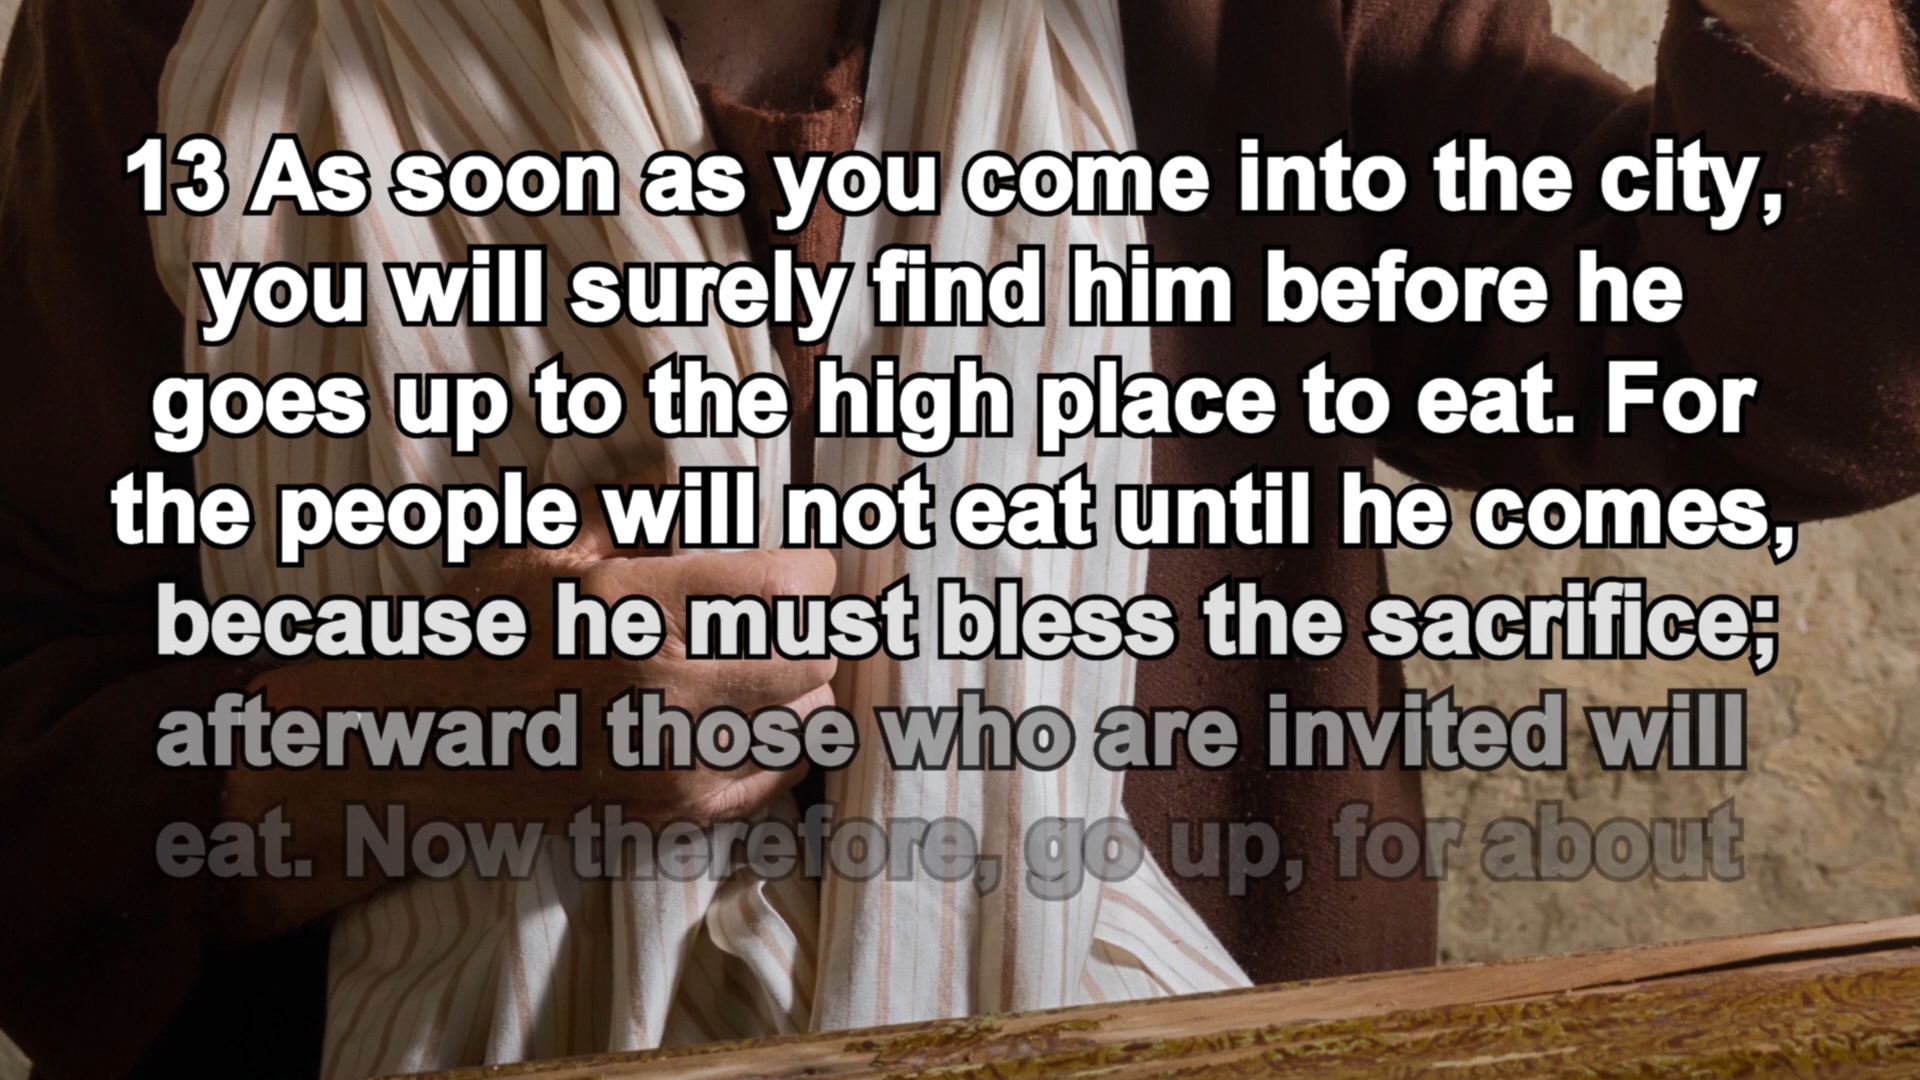 13 As soon as you come into the city,
you will surely find him before he
goes up to the high place to eat. For
the people will not eat until he comes,
because he must bless the sacrifice;
afterward those who are invited will
eat. Now therefore, go up, for about